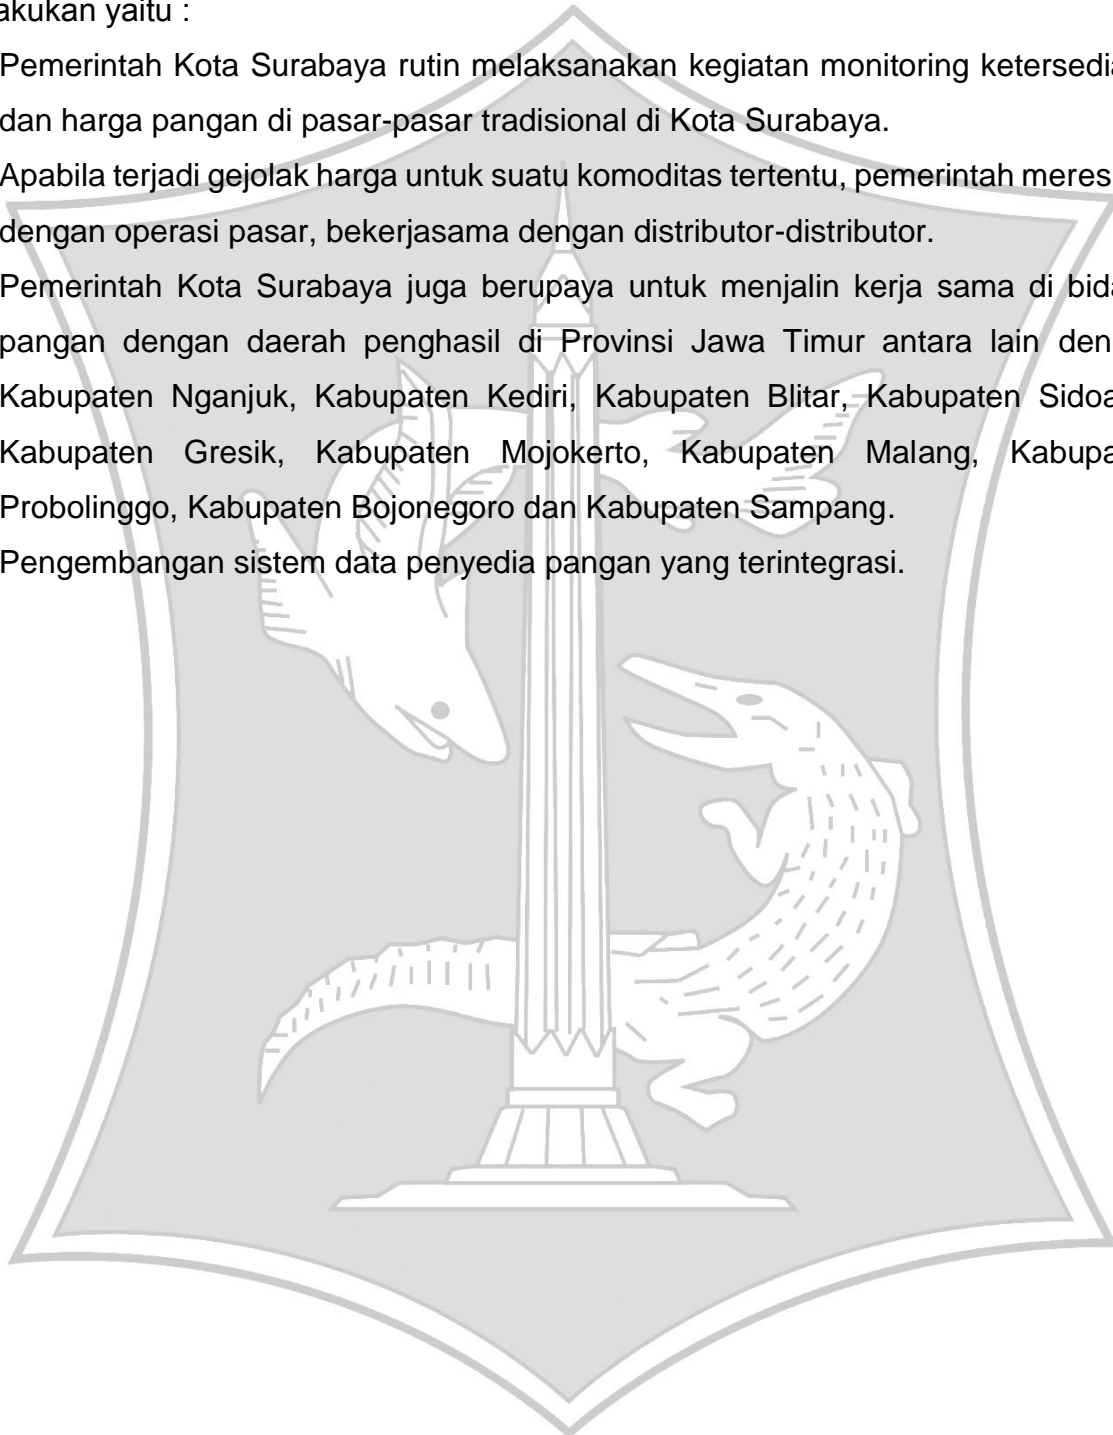 akukan yaitu :
Pemerintah Kota Surabaya rutin melaksanakan kegiatan monitoring ketersedia
dan harga pangan di pasar-pasar tradisional di Kota Surabaya.
Apabila terjadi gejolak harga untuk suatu komoditas tertentu, pemerintah meres
dengan operasi pasar, bekerjasama dengan distributor-distributor.
Pemerintah Kota Surabaya juga berupaya untuk menjalin kerja sama di bida
pangan dengan daerah penghasil di Provinsi Jawa Timur antara lain den
Kabupaten Nganjuk, Kabupaten Kediri, Kabupaten Blitar, Kabupaten Sidoa
Kabupaten Gresik, Kabupaten Mojokerto, Kabupaten Malang, Kabupa
Probolinggo, Kabupaten Bojonegoro dan Kabupaten Sampang.
Pengembangan sistem data penyedia pangan yang terintegrasi.